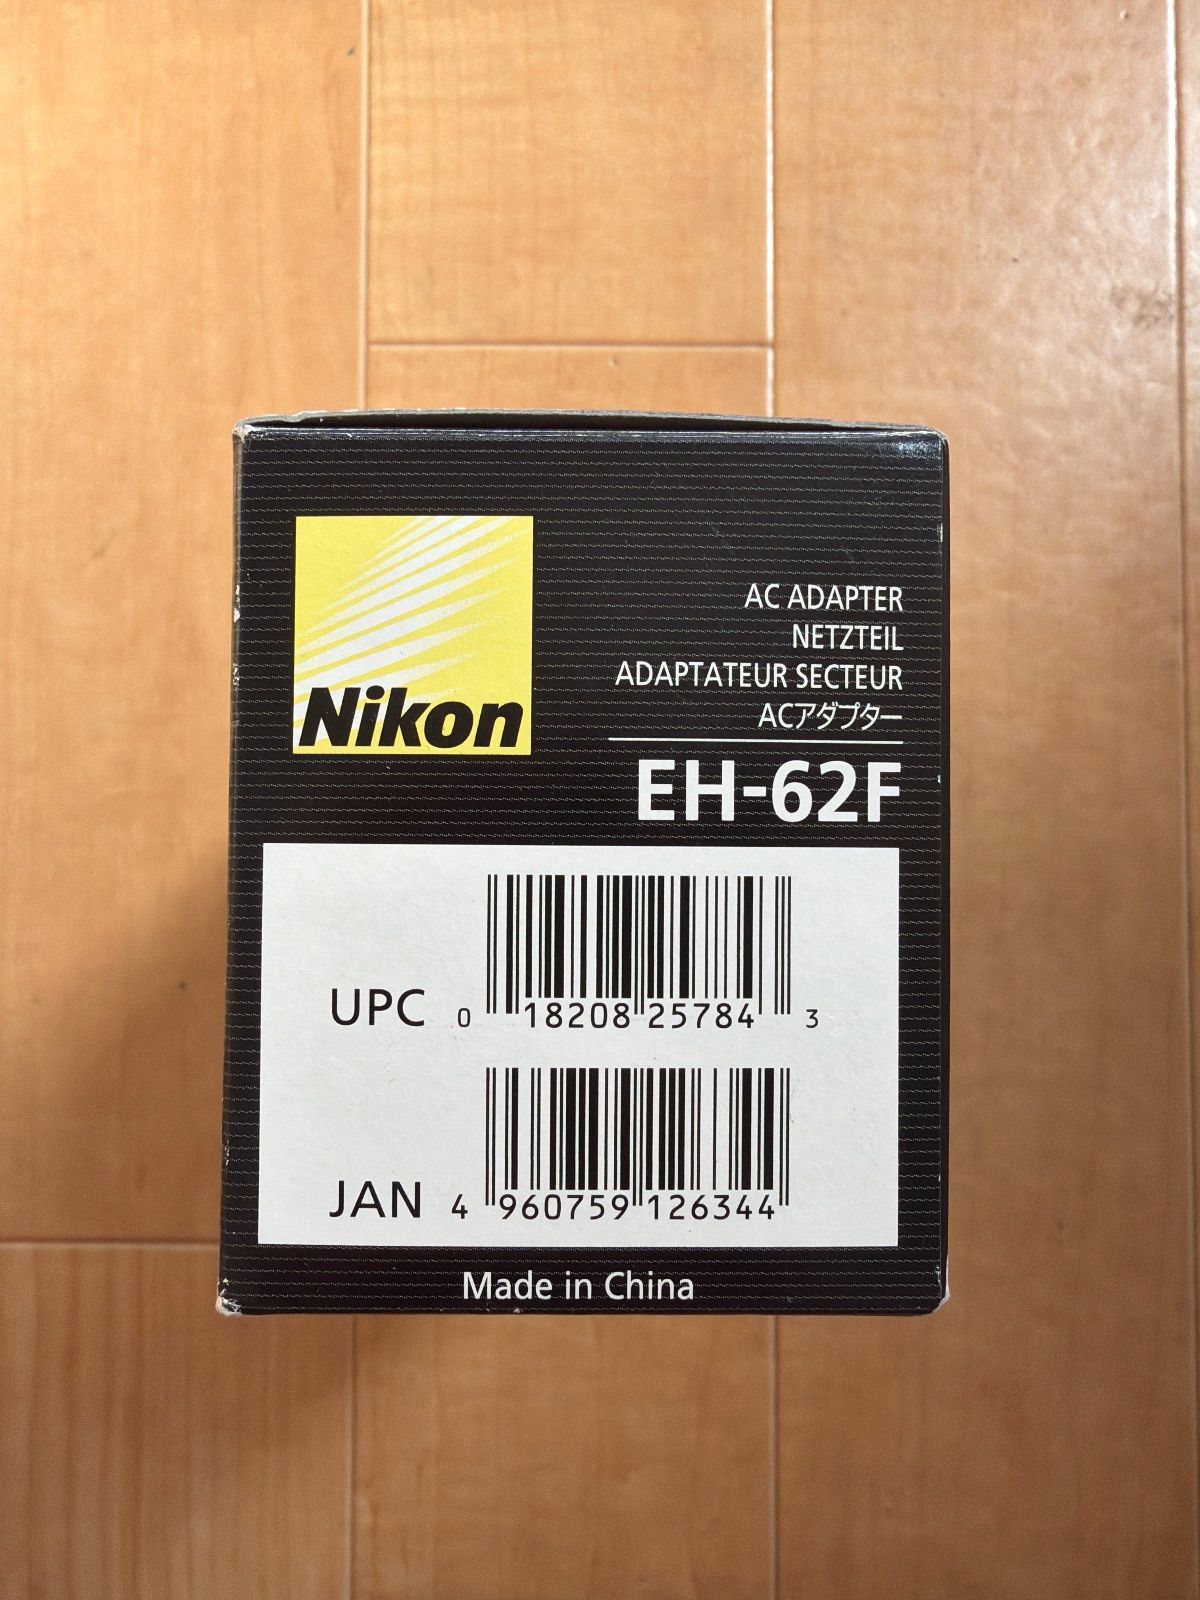 Nikon
AC ADAPTER
NETZTEIL
ADAPTATEUR SECTEUR
ACアダプター
EH-62F
UPC 0 18208 25784 3
JAN 4 960759 126344
Made in China